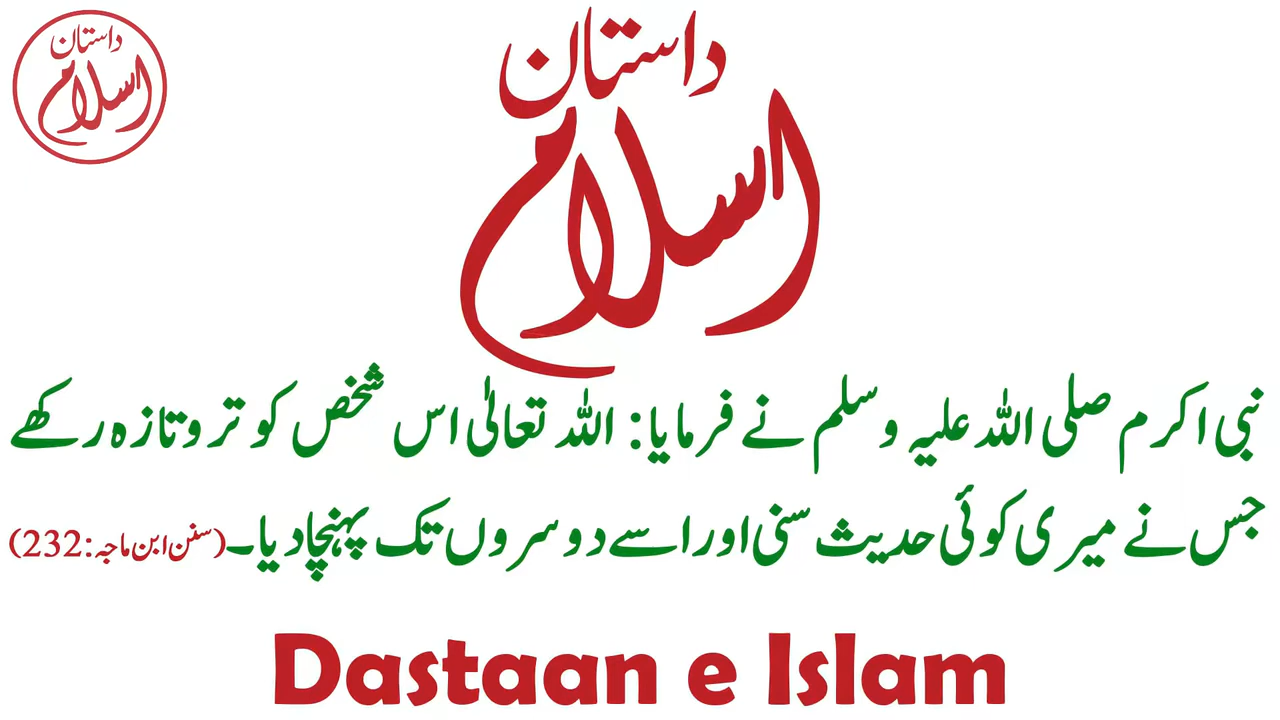 داستان
اسلام
داستان
اسلام
نبی اکرم صلی اللہ علیہ وسلم نے فرمایا: اللہ تعالیٰ اس شخص کو تروتازہ رکھے
جس نے میری کوئی حدیث سنی اور اسے دوسروں تک پہنچا دیا۔ (سنن ابن ماجہ: 232)
Dastaan e Islam